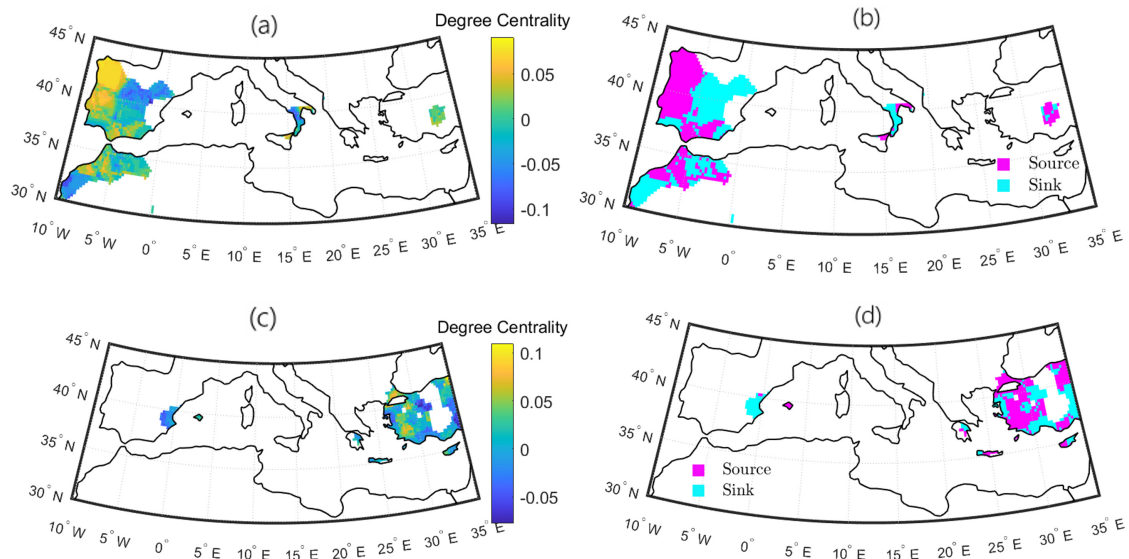 (a)
Degree Centrality
45° N
40° N
35° N
30° N
10° W
5° W
0°
5° E
10° E
15° E
20° E
25° E
30° E
35° E
0.05
0
-0.05
-0.1
(b)
45° N
40° N
35° N
30° N
10° W
5° W
0°
5° E
10° E
15° E
20° E
25° E
30° E
35° E
Source
Sink
(c)
Degree Centrality
45° N
40° N
35° N
30° N
10° W
5° W
0°
5° E
10° E
15° E
20° E
25° E
30° E
35° E
0.1
0.05
0
-0.05
(d)
45° N
40° N
35° N
30° N
10° W
5° W
0°
5° E
10° E
15° E
20° E
25° E
30° E
35° E
Source
Sink